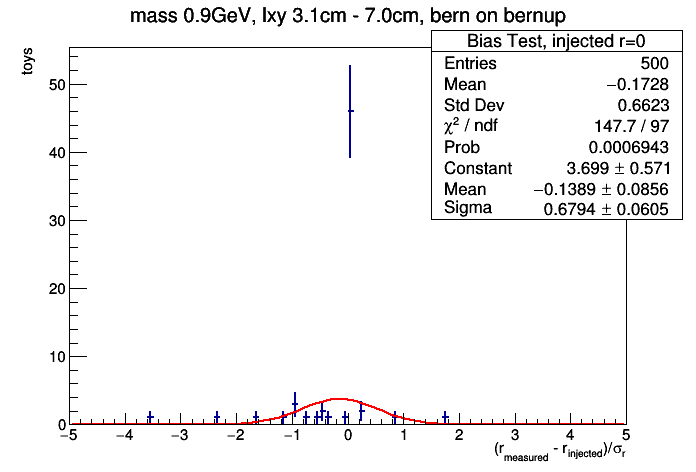 mass 0.9GeV, lxy 3.1cm - 7.0cm, bern on bernup
Bias Test, injected r=0
Entries 500
Mean −0.1728
Std Dev 0.6623
χ² / ndf 147.7 / 97
Prob 0.0006943
Constant 3.699 ± 0.571
Mean −0.1389 ± 0.0856
Sigma 0.6794 ± 0.0605
toys
50
40
30
20
10
0
−5 −4 −3 −2 −1 0 1 2 3 4 5
(r_measured - r_injected)/σ_r